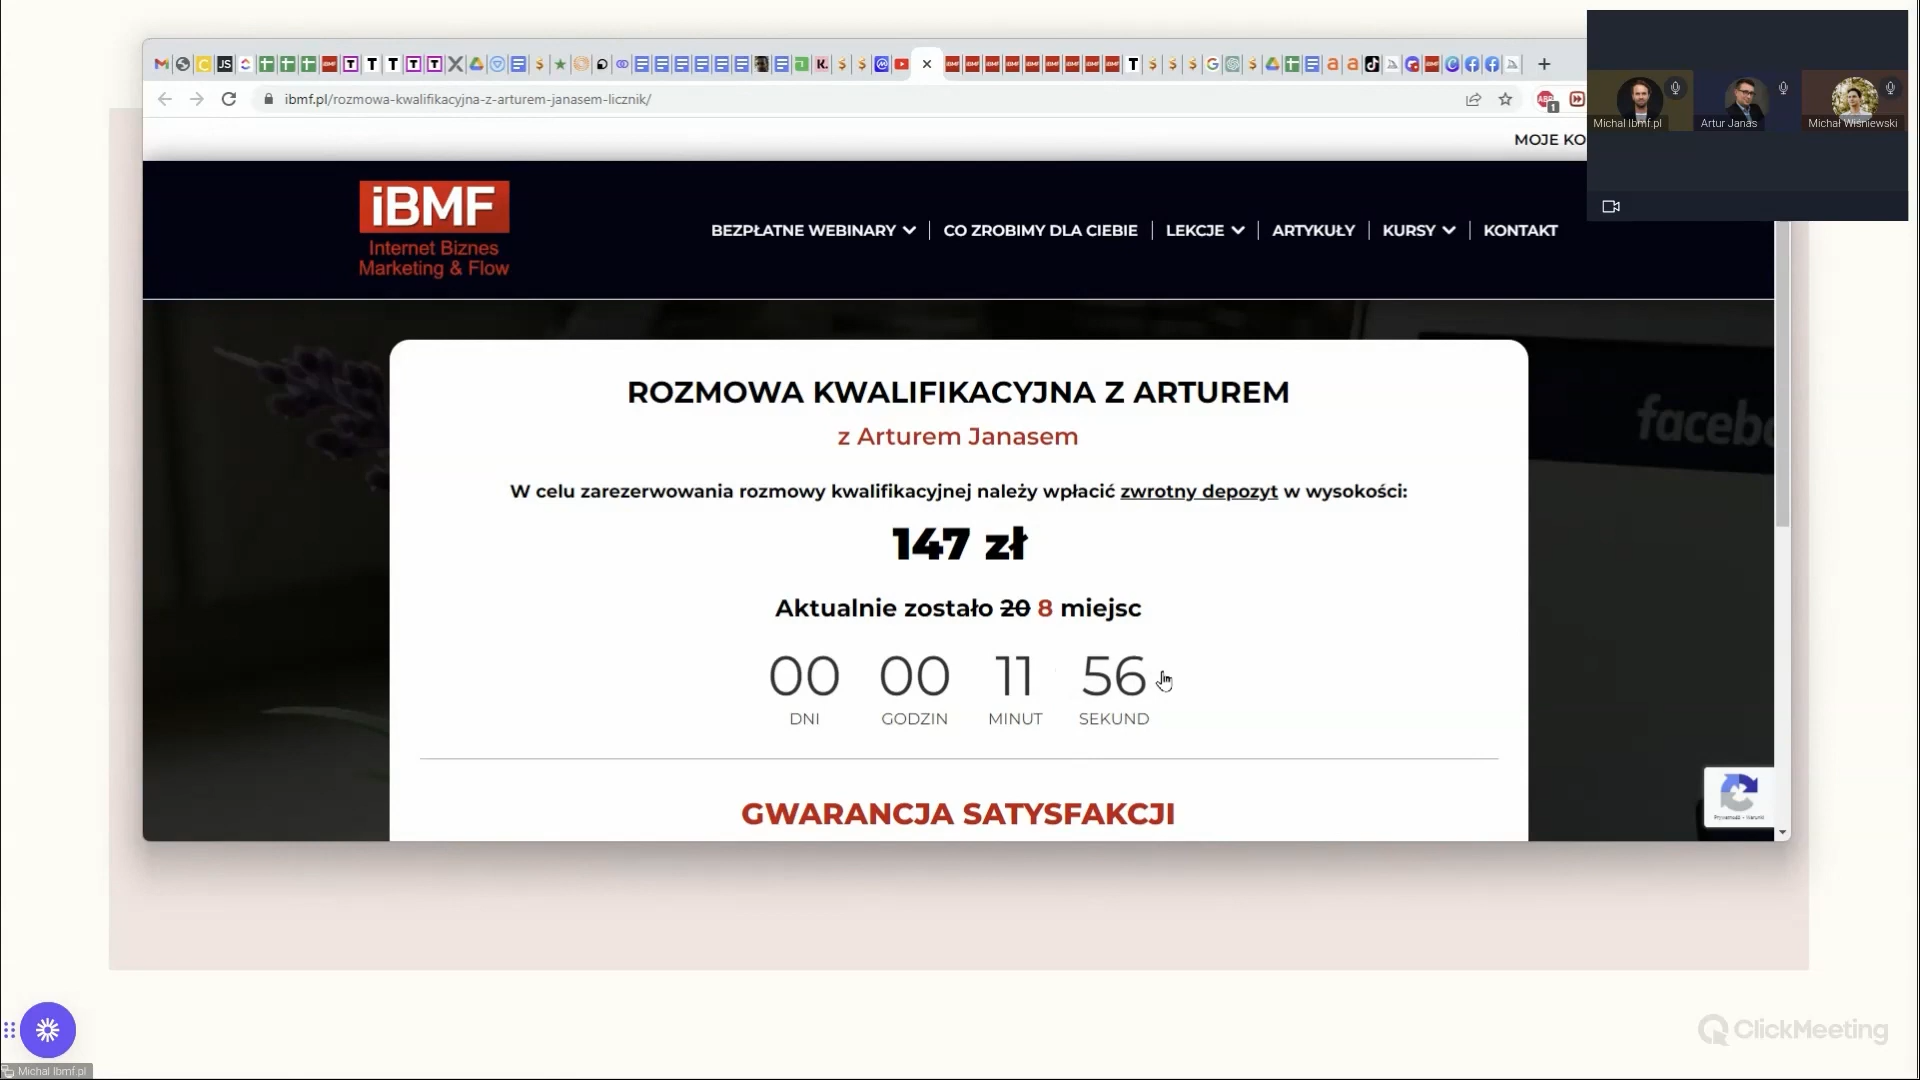 ibmf.pl/rozmowa-kwalifikacyjna-z-arturem-janasem-licznik/
MOJE KO
Michal Ibmf.pl
Artur Janas
Michał Wiśniewski
iBMF
Internet Biznes
Marketing & Flow
BEZPŁATNE WEBINARY
CO ZROBIMY DLA CIEBIE
LEKCJE
ARTYKUŁY
KURSY
KONTAKT
ROZMOWA KWALIFIKACYJNA Z ARTUREM
z Arturem Janasem
W celu zarezerwowania rozmowy kwalifikacyjnej należy wpłacić zwrotny depozyt w wysokości:
147 zł
Aktualnie zostało 20 8 miejsc
00 00 11 56
DNI GODZIN MINUT SEKUND
GWARANCJA SATYSFAKCJI
facebo
ClickMeeting
Michal Ibmf.pl